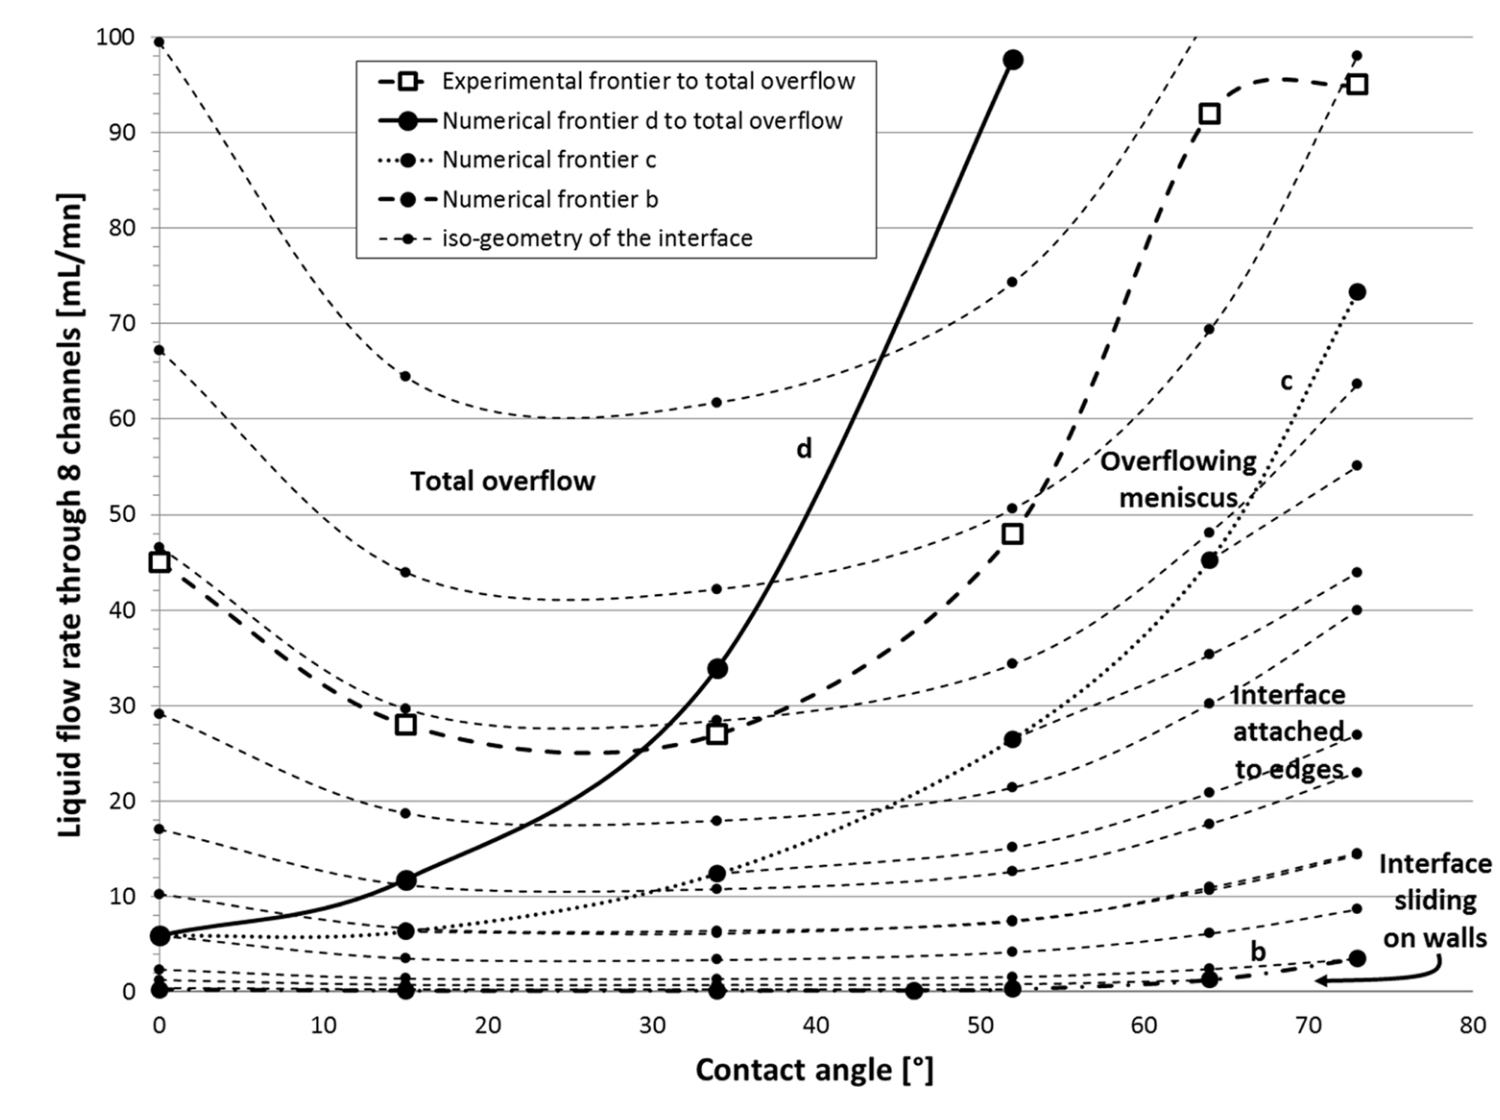 100
90
80
70
60
50
40
30
20
10
0
Liquid flow rate through 8 channels [mL/mn]
Experimental frontier to total overflow
Numerical frontier d to total overflow
Numerical frontier c
Numerical frontier b
iso-geometry of the interface
Total overflow
d
c
Overflowing
meniscus
Interface
attached
to edges
Interface
sliding
on walls
b
0 10 20 30 40 50 60 70 80
Contact angle [°]